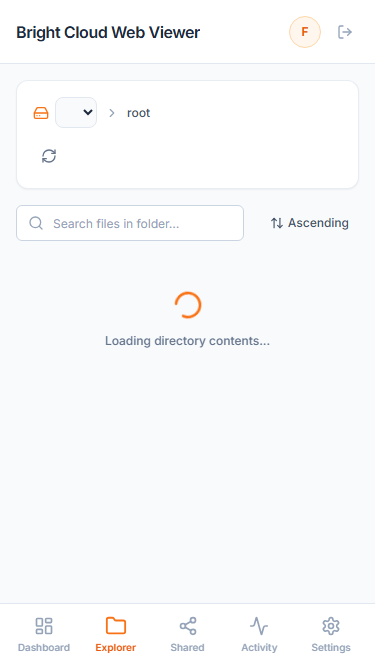 Bright Cloud Web Viewer
F
root
Search files in folder...
Ascending
Loading directory contents...
Dashboard
Explorer
Shared
Activity
Settings